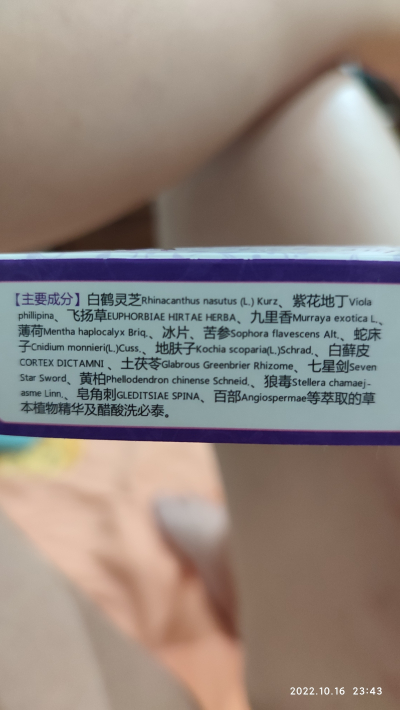 【主要成分】白鹤灵芝Rhinacanthus nasutus (L.) Kurz、紫花地丁Viola
phillipina、飞扬草EUPHORBIAE HIRTAE HERBA、九里香Murraya exotica L.、
薄荷Mentha haplocalyx Briq.、冰片、苦参Sophora flavescens Alt.、蛇床
子Cnidium monnieri(L.)Cuss.、地肤子Kochia scoparia(L.)Schrad.、白鲜皮
CORTEX DICTAMNI、土茯苓Glabrous Greenbrier Rhizome、七星剑Seven
Star Sword、黄柏Phellodendron chinense Schneid.、狼毒Stellera chamaej-
asme Linn.、皂角刺GLEDITSIAE SPINA、百部Angiospermae等萃取的草
本植物精华及醋酸洗必泰。
2022.10.16 23:43